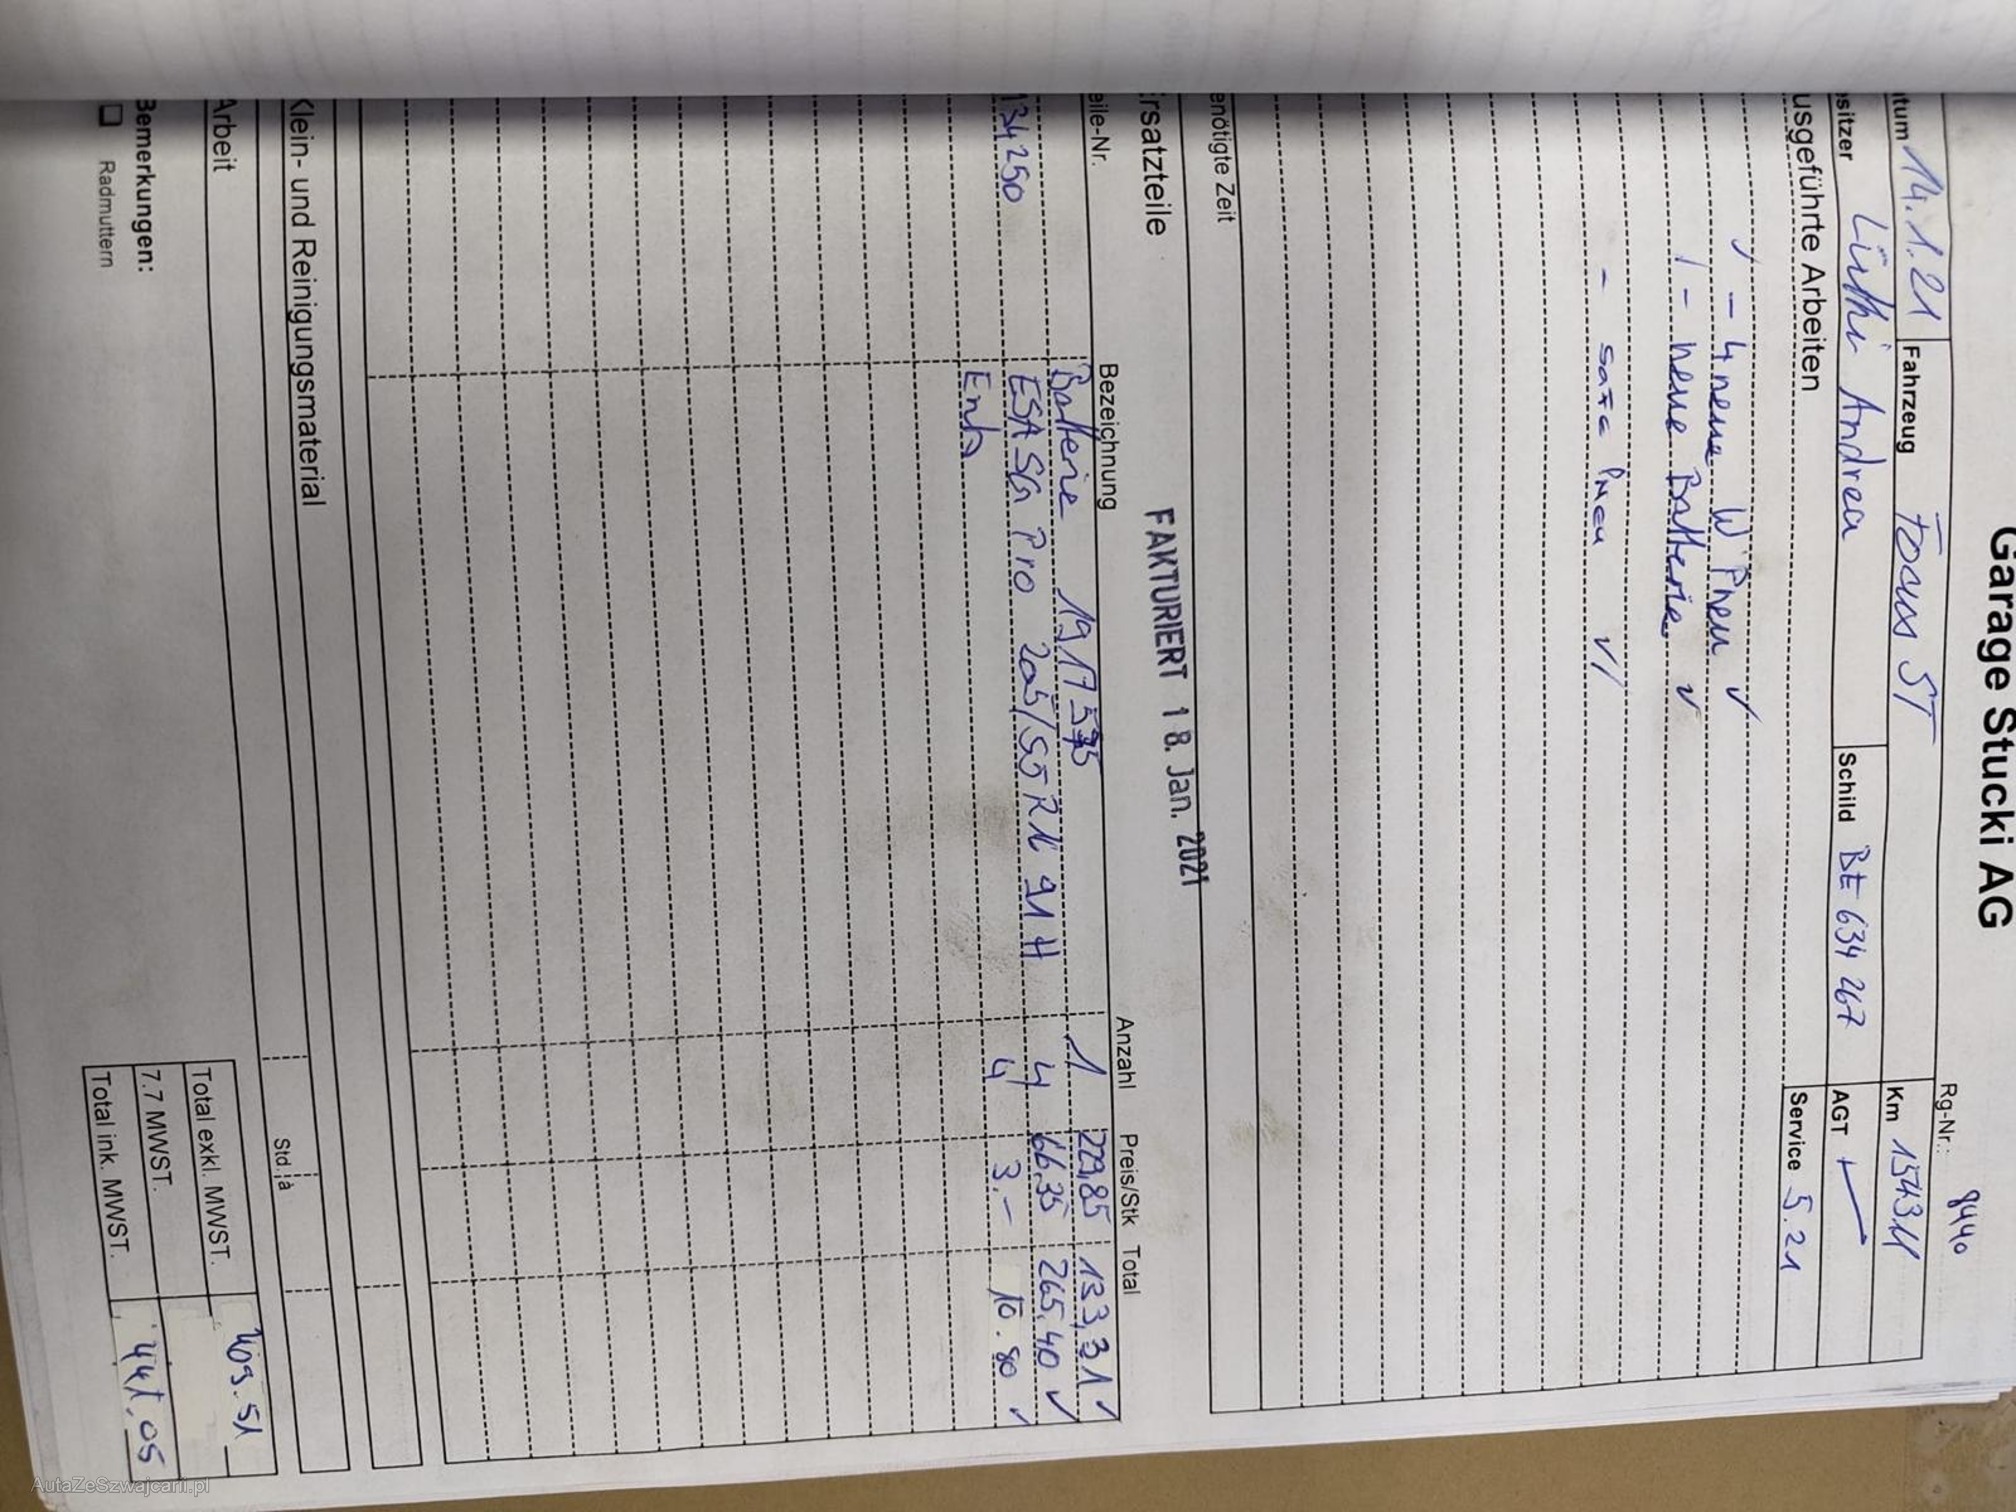 Garage Stucki AG
Rg-Nr.: 8440
tum 14.1.21 Fahrzeug Focus ST Km 154311
sitzer Lüthi Andrea Schild BE 634 267 AGT
usgeführte Arbeiten Service 5.21
✓ - 4 neue W Pneu ✓
- neue Batterie ✓
- Pneu
enötigte Zeit
rsatzteile FAKTURIERT 18. Jan. 2021
eile-Nr. Bezeichnung Anzahl Preis/Stk Total
Batterie 1 229,85 133,31 ✓
134250 ESA SG Pro 205/55 R16 91 H 4 66.35 265.40 ✓
4 3.- 10.80 ✓
Klein- und Reinigungsmaterial
Arbeit Std. à
Total exkl. MWST. 409.51
Bemerkungen: 7.7 MWST.
Radmuttern Total ink. MWST. 441,05
AutaZeSzwajcarii.pl